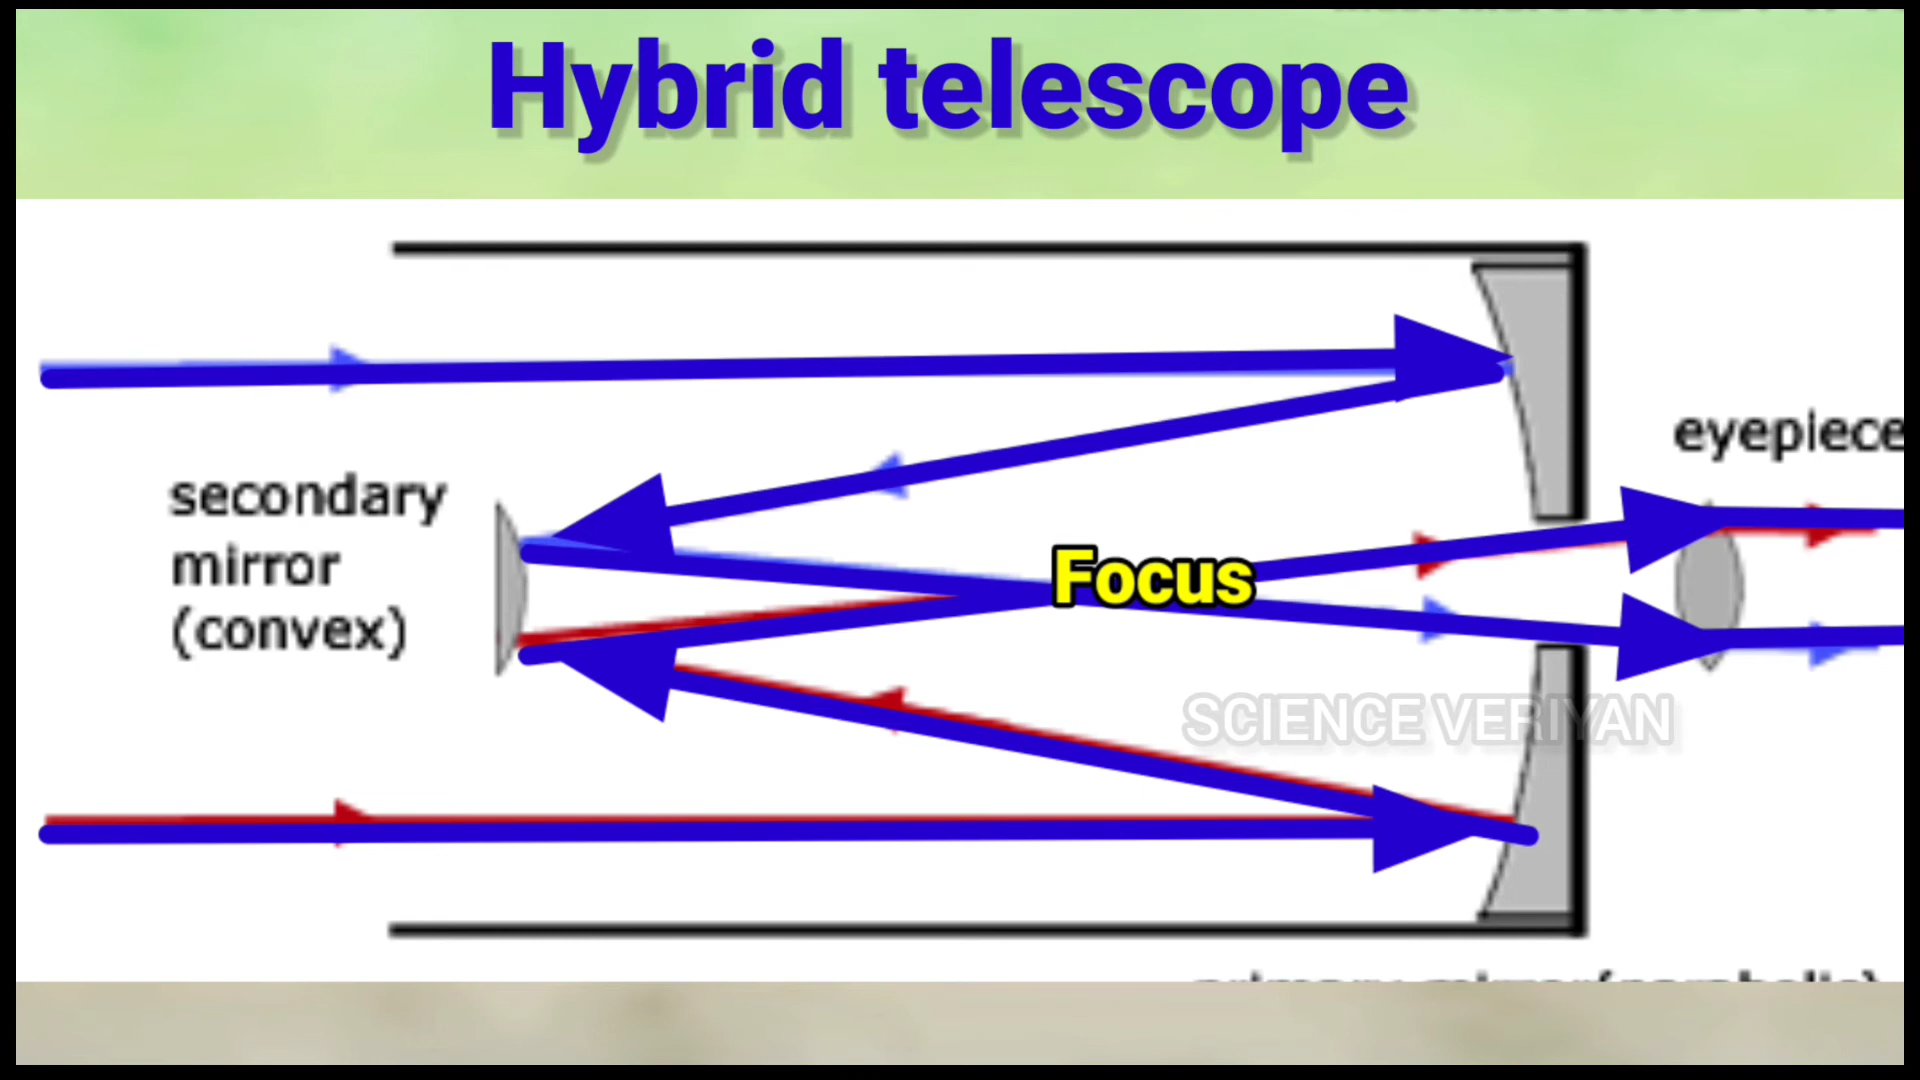 Hybrid telescope
eyepiece
secondary
mirror
(convex)
Focus
SCIENCE VERIYAN